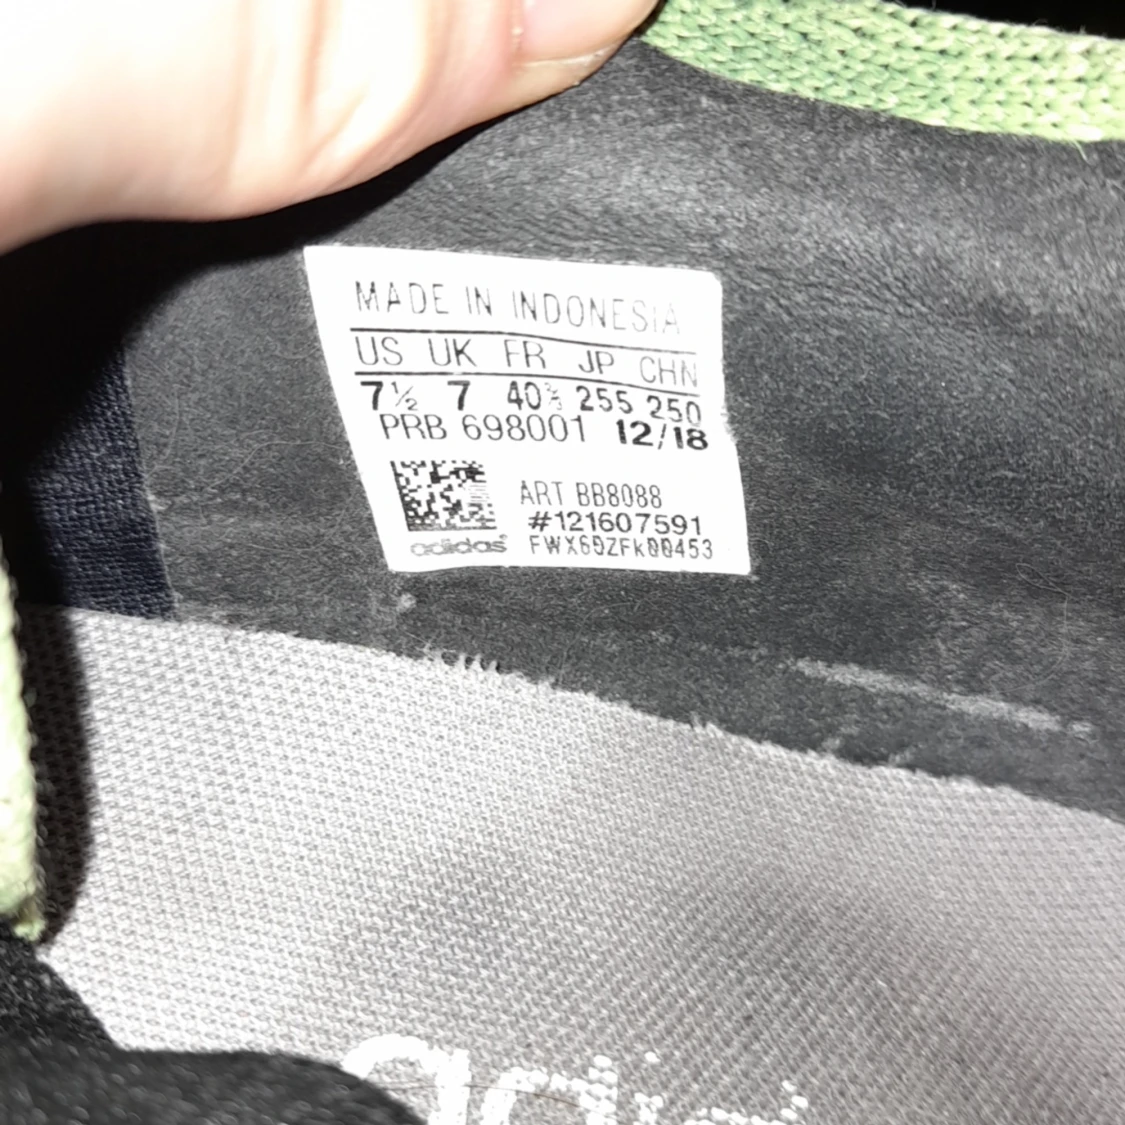 MADE IN INDONESIA
US UK FR JP CHN
7½ 7 40⅔ 255 250
PRB 698001 12/18
ART BB8088
#121607591
adidas